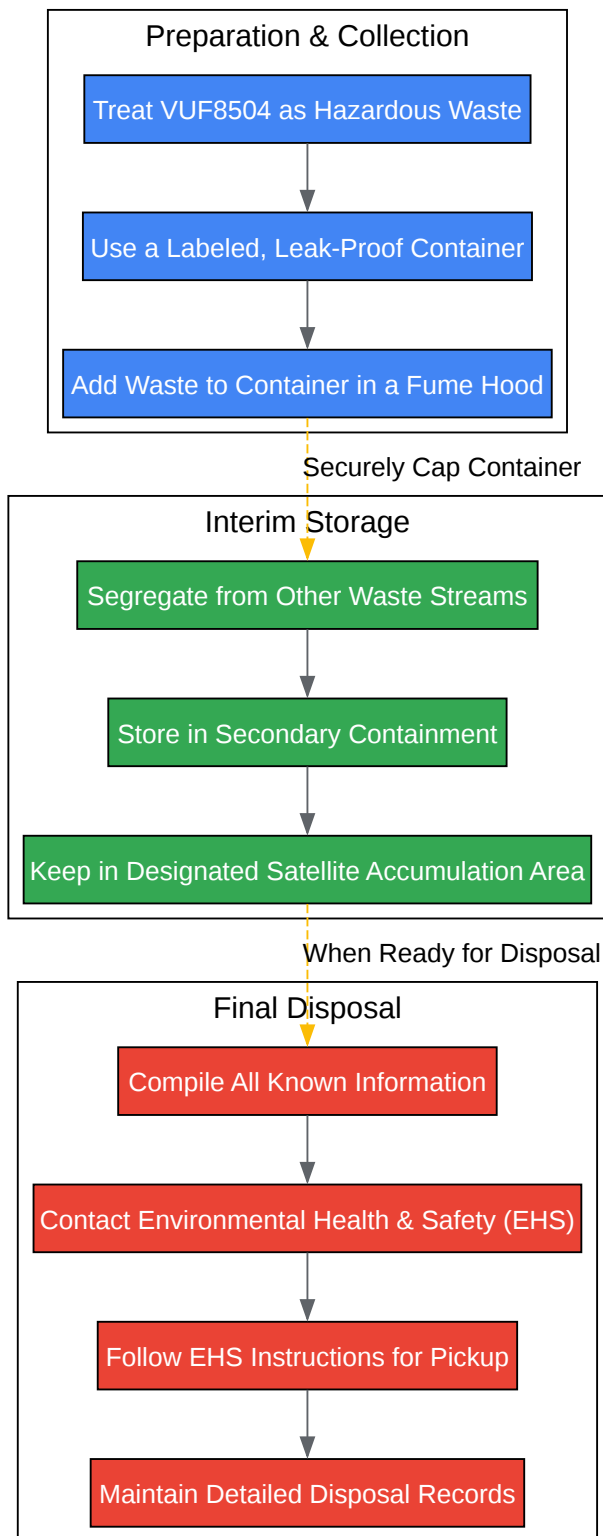 Preparation & Collection
Treat VUF8504 as Hazardous Waste
Use a Labeled, Leak-Proof Container
Add Waste to Container in a Fume Hood
Securely Cap Container
Interim Storage
Segregate from Other Waste Streams
Store in Secondary Containment
Keep in Designated Satellite Accumulation Area
When Ready for Disposal
Final Disposal
Compile All Known Information
Contact Environmental Health & Safety (EHS)
Follow EHS Instructions for Pickup
Maintain Detailed Disposal Records